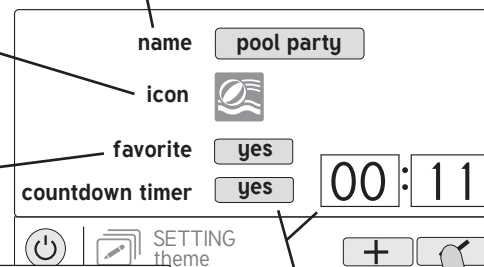 name pool party
icon
favorite yes
countdown timer yes 00:11
SETTING
theme +